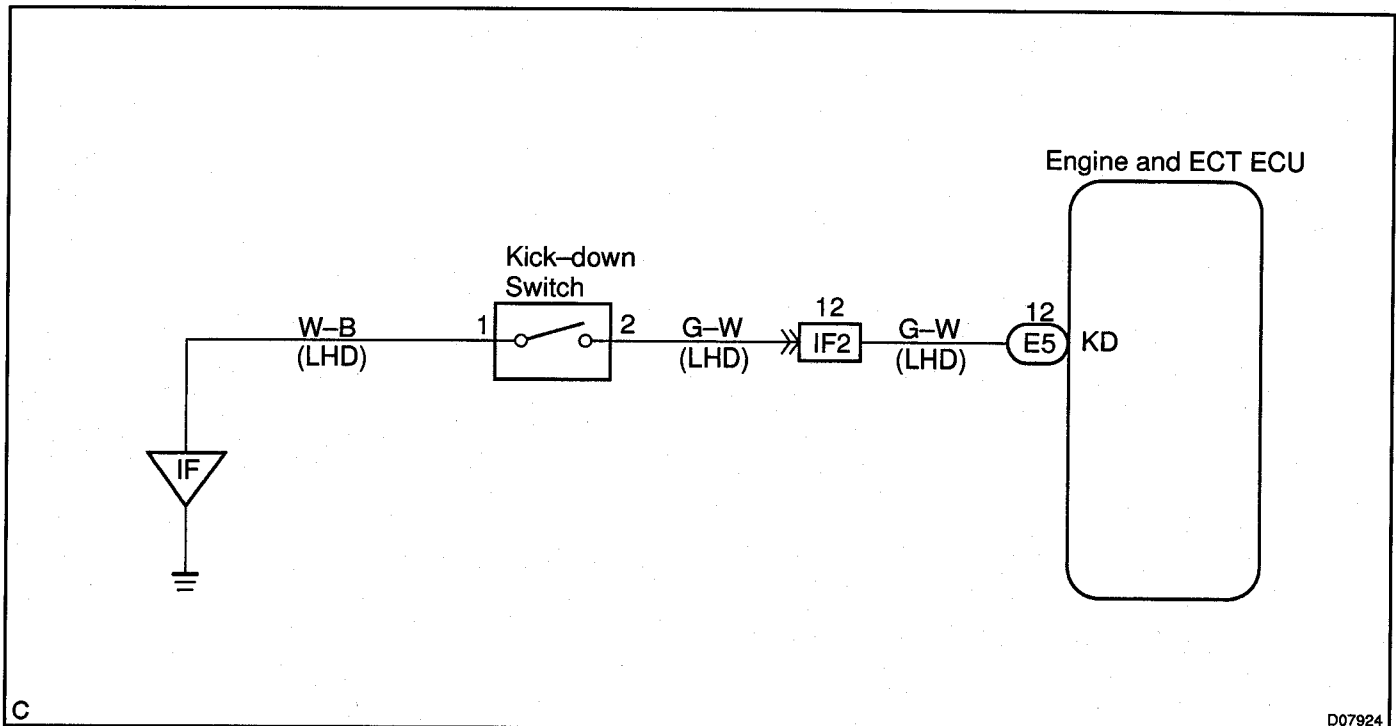 Engine and ECT ECU
Kick–down
Switch
W–B
(LHD)
1
2
G–W
(LHD)
12
IF2
G–W
(LHD)
12
E5
KD
IF
C
D07924